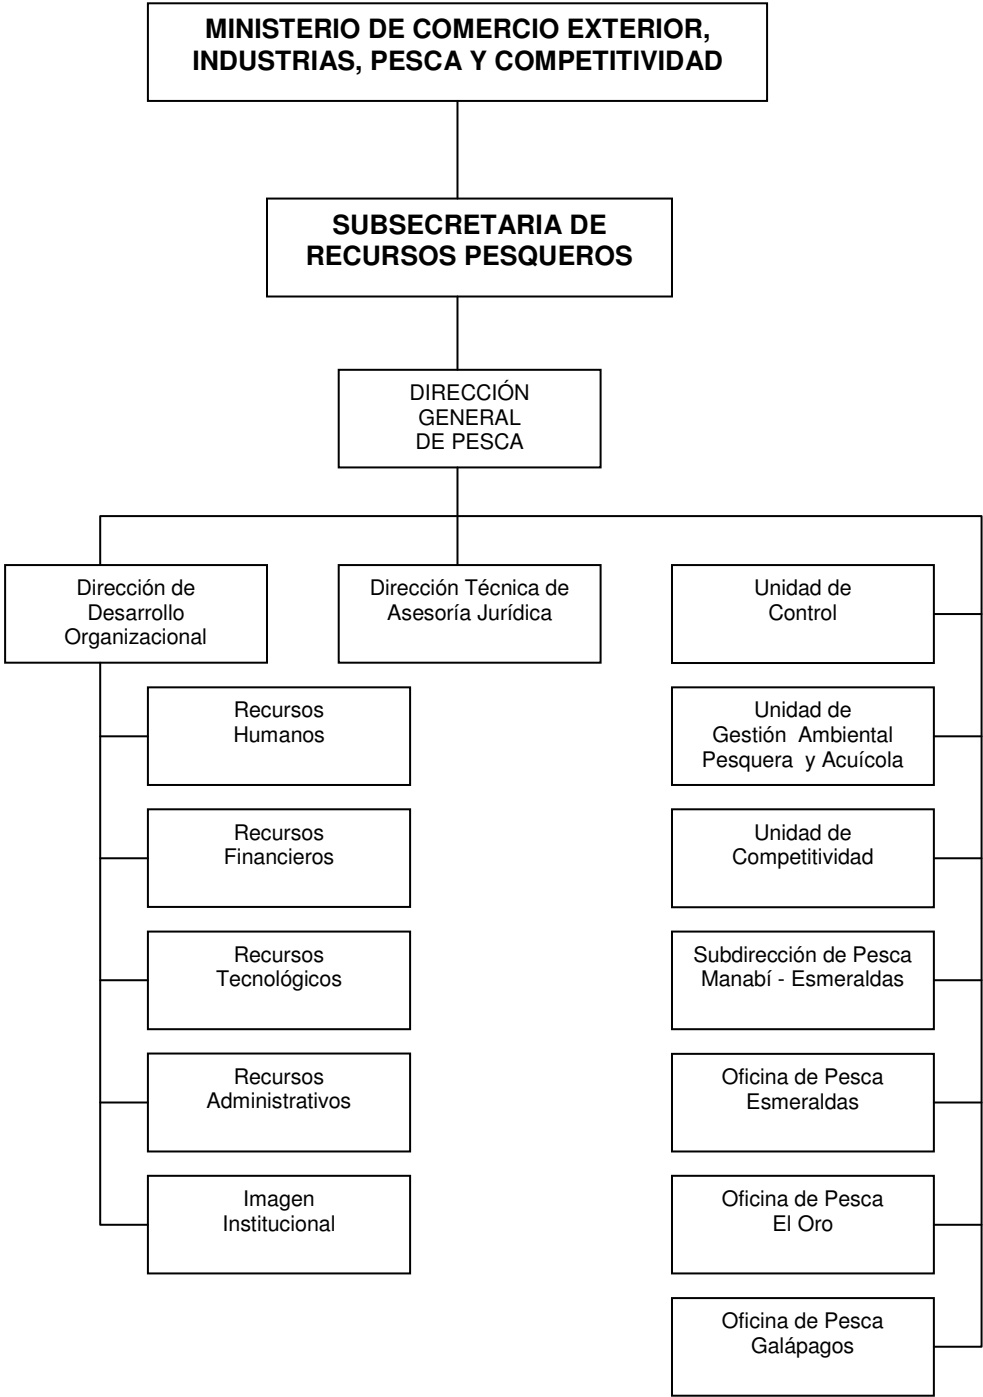 MINISTERIO DE COMERCIO EXTERIOR,
INDUSTRIAS, PESCA Y COMPETITIVIDAD
SUBSECRETARIA DE
RECURSOS PESQUEROS
DIRECCIÓN
GENERAL
DE PESCA
Dirección de
Desarrollo
Organizacional
Recursos
Humanos
Recursos
Financieros
Recursos
Tecnológicos
Recursos
Administrativos
Imagen
Institucional
Dirección Técnica de
Asesoría Jurídica
Unidad de
Control
Unidad de
Gestión Ambiental
Pesquera y Acuícola
Unidad de
Competitividad
Subdirección de Pesca
Manabí - Esmeraldas
Oficina de Pesca
Esmeraldas
Oficina de Pesca
El Oro
Oficina de Pesca
Galápagos